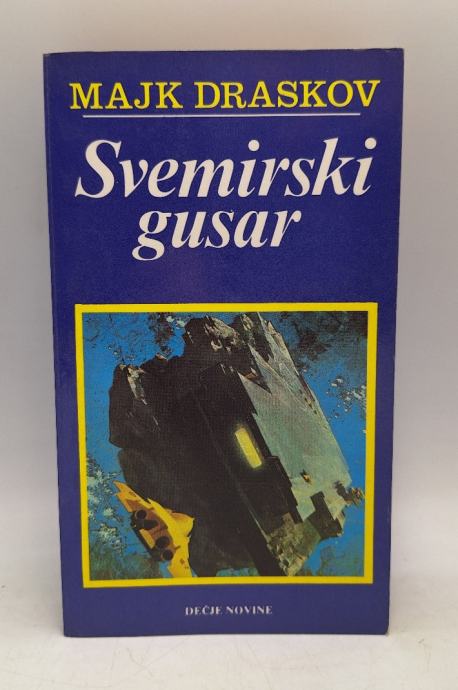 MAJK DRASKOV
Svemirski
gusar
DEČJE NOVINE